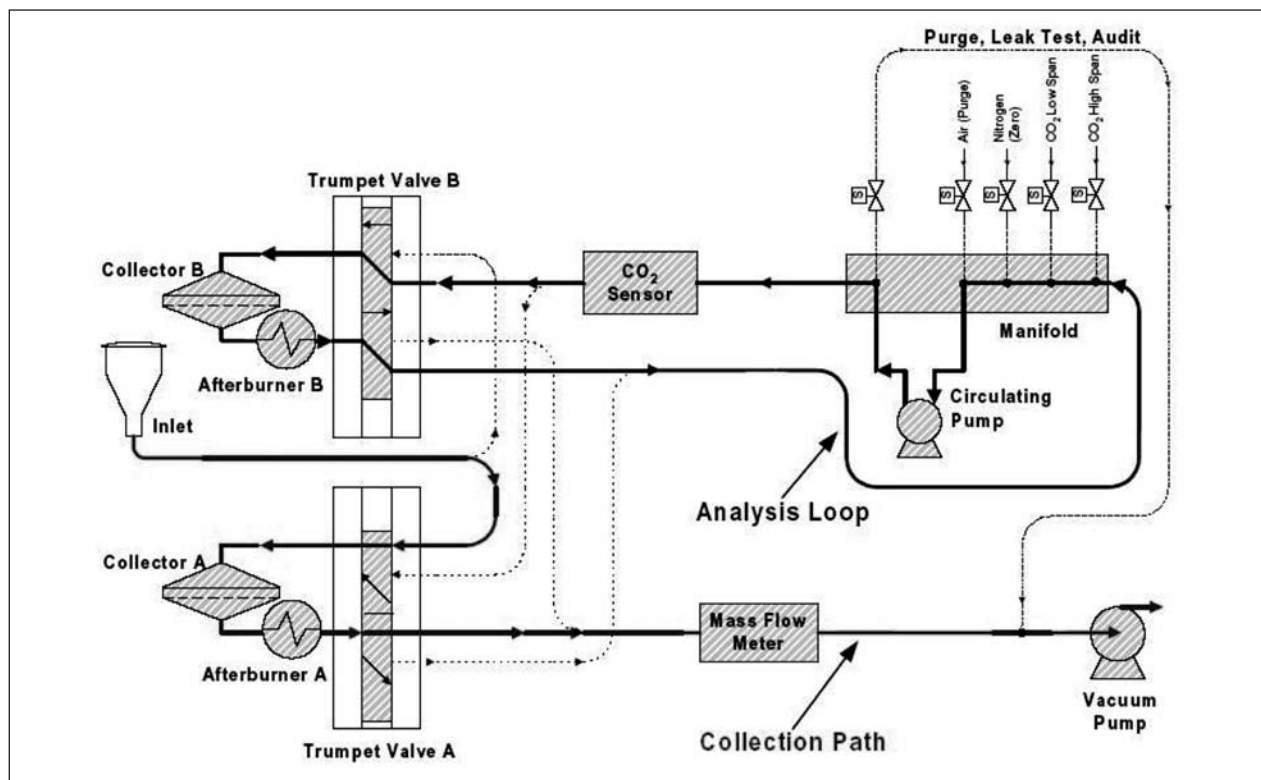 Purge, Leak Test, Audit
Air (Purge)
Nitrogen
(Zero)
CO₂ Low Span
CO₂ High Span
S
S
S
S
S
Trumpet Valve B
Collector B
CO₂
Sensor
Manifold
Afterburner B
Circulating
Pump
Inlet
Analysis Loop
Collector A
Mass Flow
Meter
Afterburner A
Vacuum
Pump
Collection Path
Trumpet Valve A